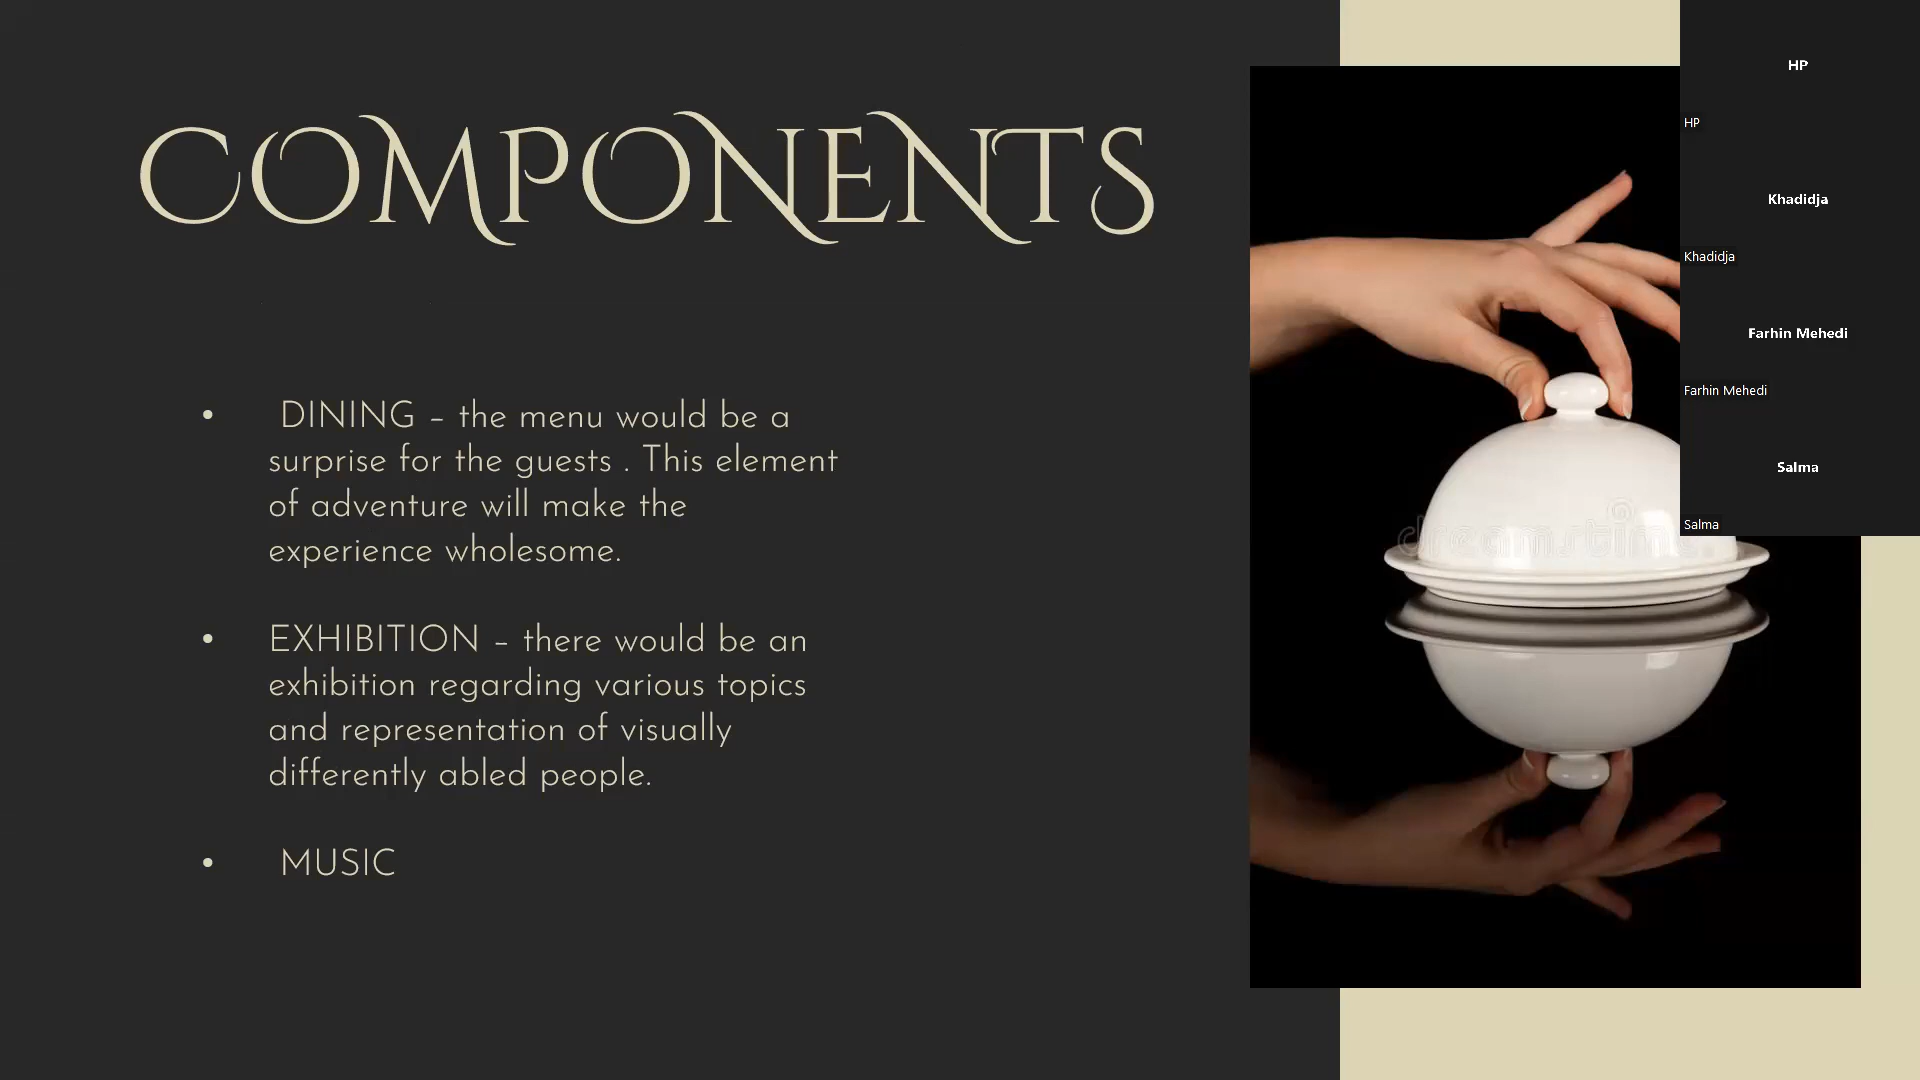 COMPONENTS
• DINING – the menu would be a
surprise for the guests . This element
of adventure will make the
experience wholesome.
• EXHIBITION – there would be an
exhibition regarding various topics
and representation of visually
differently abled people.
• MUSIC
dreamstime
HP
HP
Khadidja
Khadidja
Farhin Mehedi
Farhin Mehedi
Salma
Salma